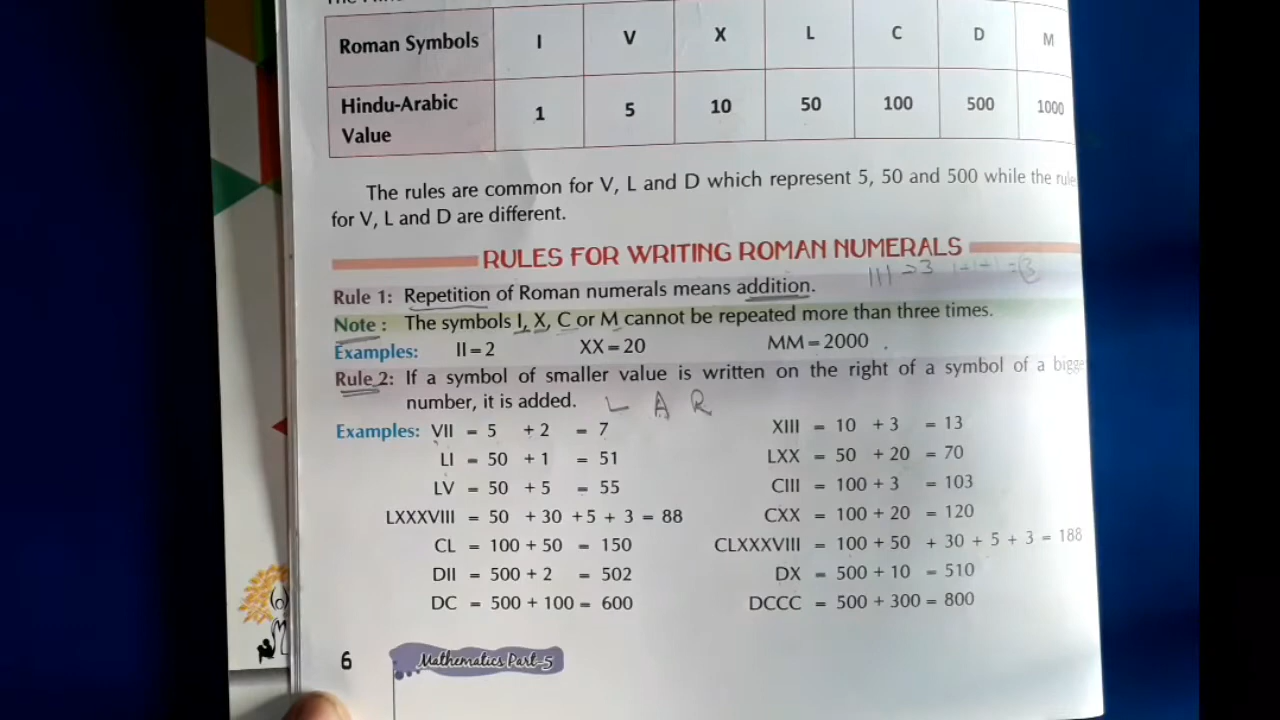 Roman Symbols I V X L C D M
Hindu-Arabic Value 1 5 10 50 100 500 1000
The rules are common for V, L and D which represent 5, 50 and 500 while the rule
for V, L and D are different.
RULES FOR WRITING ROMAN NUMERALS
III → 3 1+1+1 = 3
Rule 1: Repetition of Roman numerals means addition.
Note : The symbols I, X, C or M cannot be repeated more than three times.
Examples: II = 2 XX = 20 MM = 2000
Rule 2: If a symbol of smaller value is written on the right of a symbol of a bigge
number, it is added. L A R
Examples: VII = 5 + 2 = 7 XIII = 10 + 3 = 13
LI = 50 + 1 = 51 LXX = 50 + 20 = 70
LV = 50 + 5 = 55 CIII = 100 + 3 = 103
LXXXVIII = 50 + 30 + 5 + 3 = 88 CXX = 100 + 20 = 120
CL = 100 + 50 = 150 CLXXXVIII = 100 + 50 + 30 + 5 + 3 = 188
DII = 500 + 2 = 502 DX = 500 + 10 = 510
DC = 500 + 100 = 600 DCCC = 500 + 300 = 800
6 Mathematics Part-5